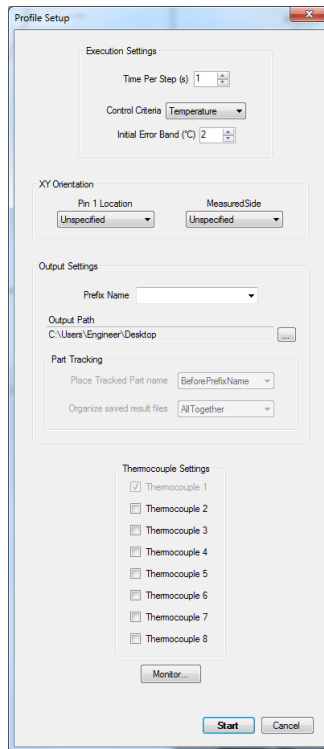 Profile Setup
x
Execution Settings
Time Per Step (s) 1
Control Criteria Temperature
Initial Error Band (°C) 2
XY Orientation
Pin 1 Location MeasuredSide
Unspecified Unspecified
Output Settings
Prefix Name
Output Path
C:\Users\Engineer\Desktop ...
Part Tracking
Place Tracked Part name BeforePrefixName
Organize saved result files AllTogether
Thermocouple Settings
Thermocouple 1
Thermocouple 2
Thermocouple 3
Thermocouple 4
Thermocouple 5
Thermocouple 6
Thermocouple 7
Thermocouple 8
Monitor...
Start Cancel